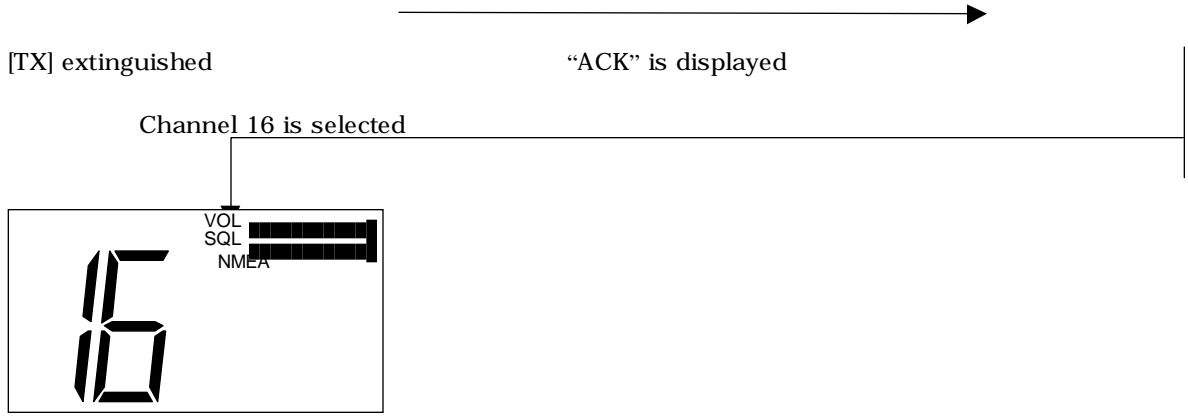 [TX] extinguished “ACK” is displayed
Channel 16 is selected
VOL
SQL
NMEA
16